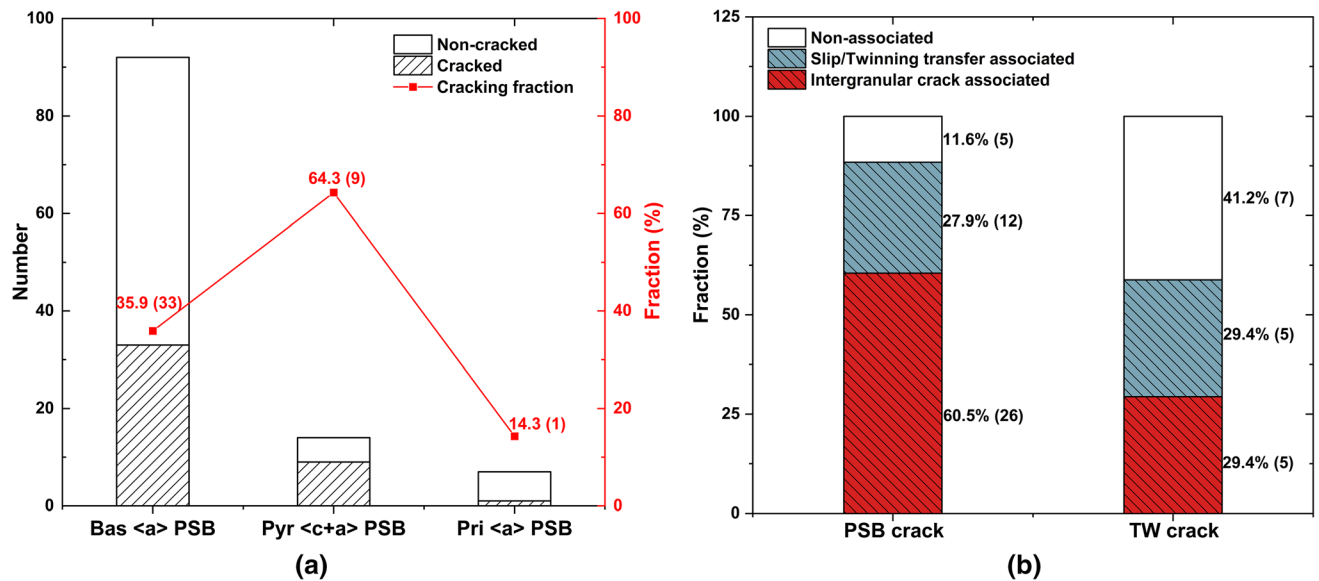 100
80
60
40
20
0
Number
Non-cracked
Cracked
Cracking fraction
35.9 (33)
64.3 (9)
14.3 (1)
100
80
60
40
20
0
Fraction (%)
Bas <a> PSB
Pyr <c+a> PSB
Pri <a> PSB
(a)
125
100
75
50
25
0
Fraction (%)
Non-associated
Slip/Twinning transfer associated
Intergranular crack associated
11.6% (5)
27.9% (12)
60.5% (26)
41.2% (7)
29.4% (5)
29.4% (5)
PSB crack
TW crack
(b)